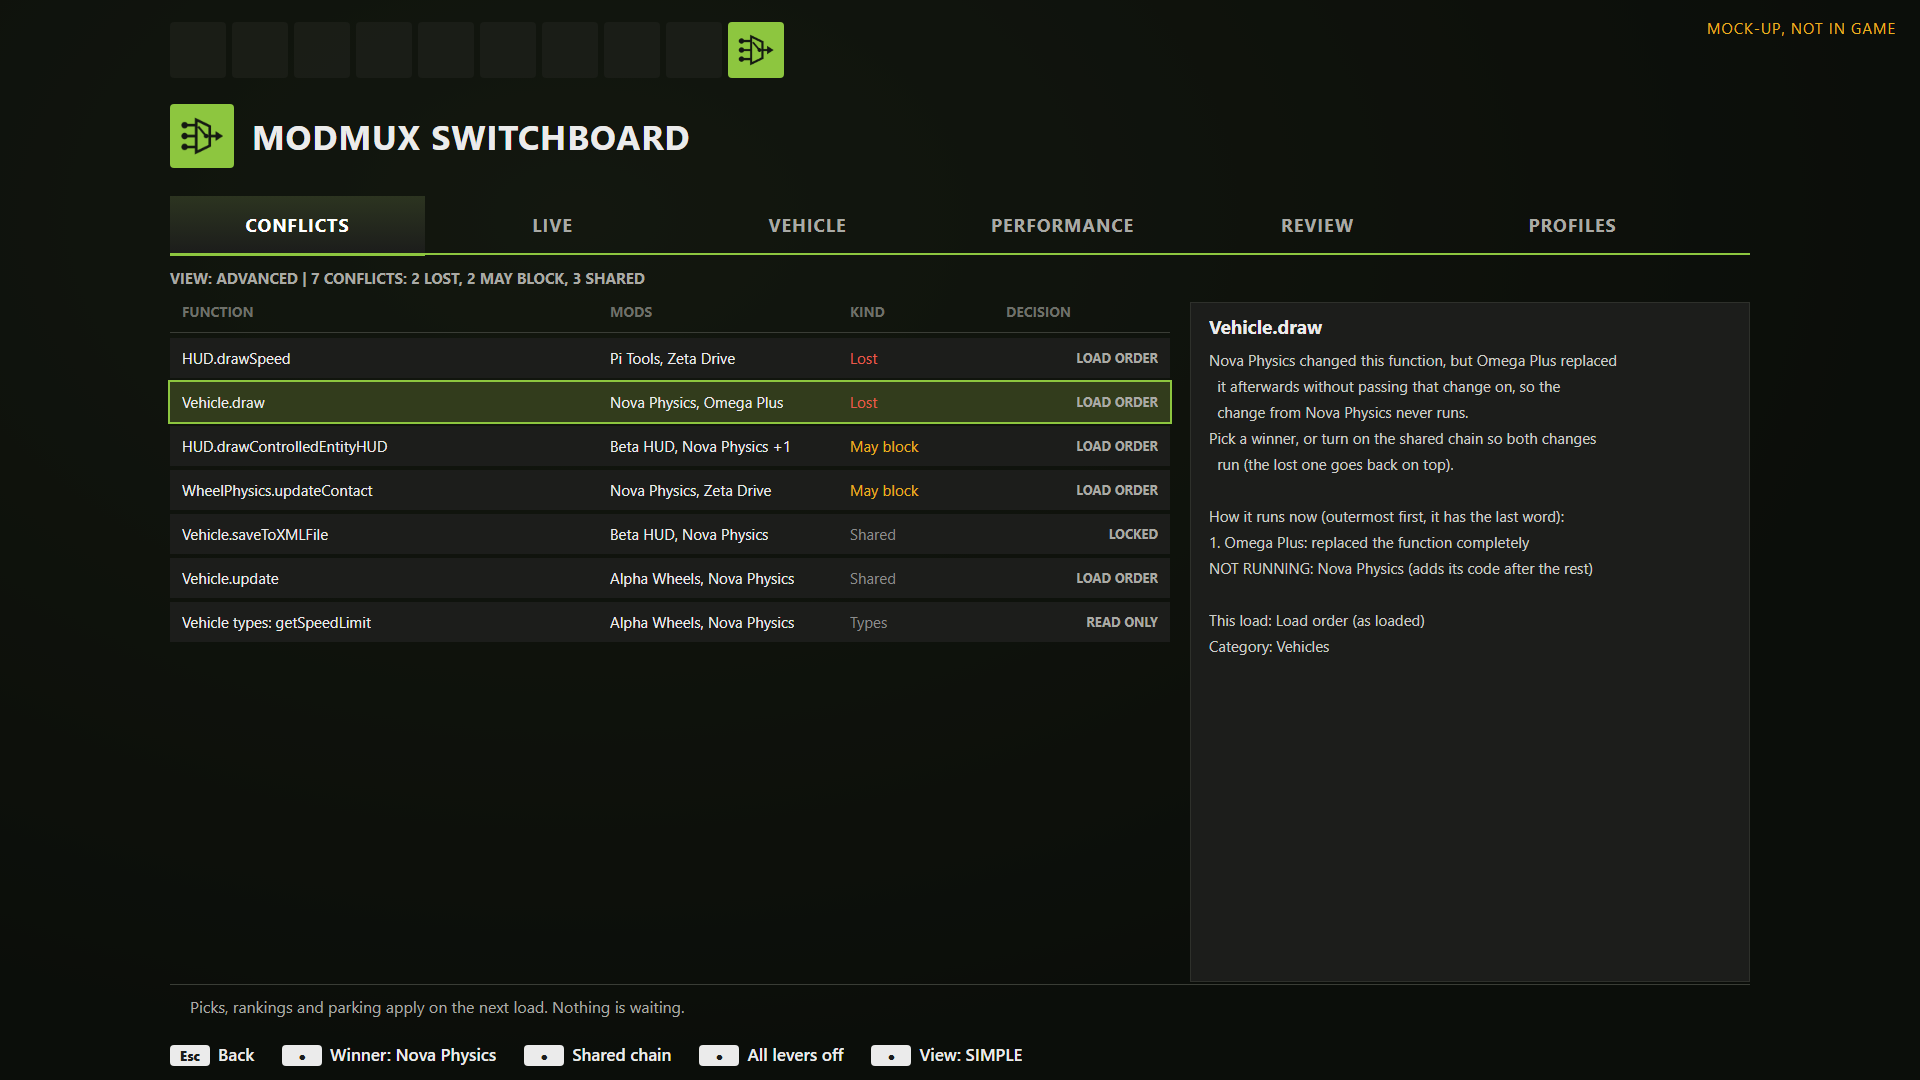 MOCK-UP, NOT IN GAME
MODMUX SWITCHBOARD
CONFLICTS LIVE VEHICLE PERFORMANCE REVIEW PROFILES
VIEW: ADVANCED | 7 CONFLICTS: 2 LOST, 2 MAY BLOCK, 3 SHARED
FUNCTION MODS KIND DECISION
HUD.drawSpeed Pi Tools, Zeta Drive Lost LOAD ORDER
Vehicle.draw Nova Physics, Omega Plus Lost LOAD ORDER
HUD.drawControlledEntityHUD Beta HUD, Nova Physics +1 May block LOAD ORDER
WheelPhysics.updateContact Nova Physics, Zeta Drive May block LOAD ORDER
Vehicle.saveToXMLFile Beta HUD, Nova Physics Shared LOCKED
Vehicle.update Alpha Wheels, Nova Physics Shared LOAD ORDER
Vehicle types: getSpeedLimit Alpha Wheels, Nova Physics Types READ ONLY
Vehicle.draw
Nova Physics changed this function, but Omega Plus replaced
it afterwards without passing that change on, so the
change from Nova Physics never runs.
Pick a winner, or turn on the shared chain so both changes
run (the lost one goes back on top).
How it runs now (outermost first, it has the last word):
1. Omega Plus: replaced the function completely
NOT RUNNING: Nova Physics (adds its code after the rest)
This load: Load order (as loaded)
Category: Vehicles
Picks, rankings and parking apply on the next load. Nothing is waiting.
Esc Back Winner: Nova Physics Shared chain All levers off View: SIMPLE